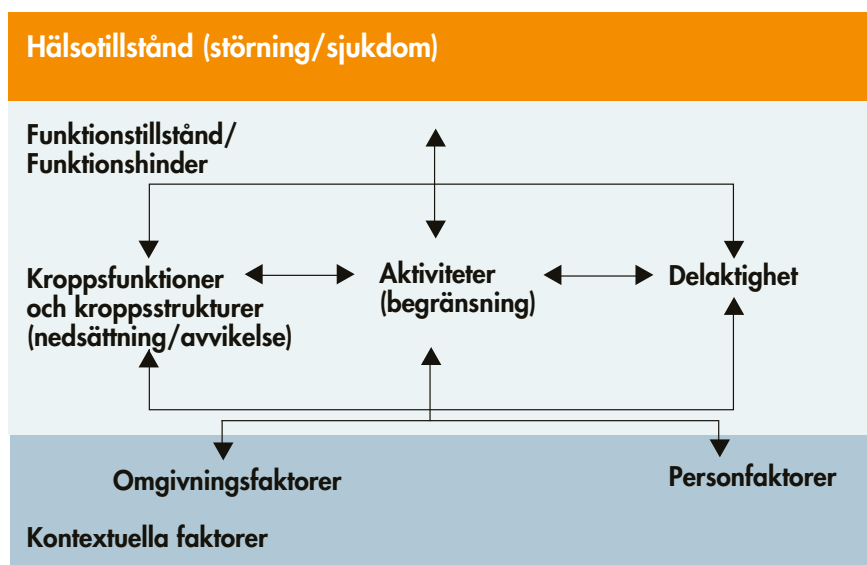 Hälsotillstånd (störning/sjukdom)
Funktionstillstånd/
Funktionshinder
Kroppsfunktioner
och kroppsstrukturer
(nedsättning/avvikelse)
Aktiviteter
(begränsning)
Delaktighet
Omgivningsfaktorer
Personfaktorer
Kontextuella faktorer